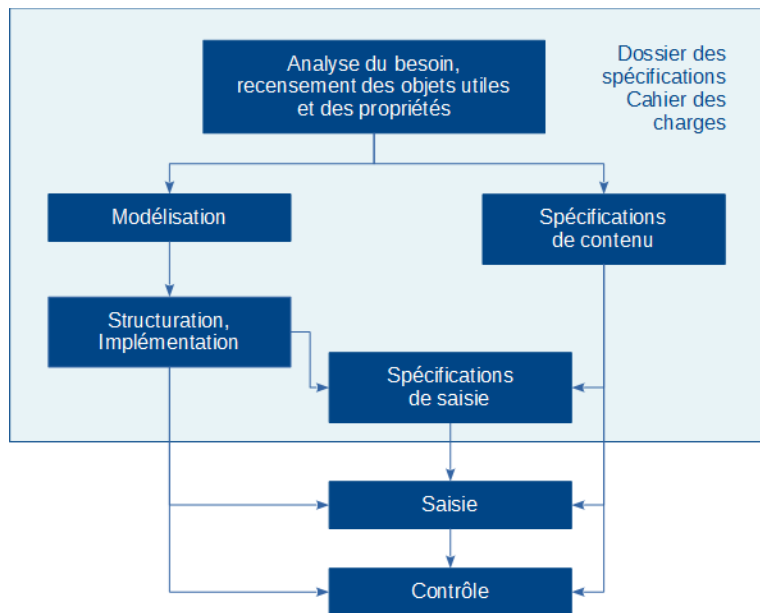 Analyse du besoin,
recensement des objets utiles
et des propriétés
Dossier des
spécifications
Cahier des
charges
Modélisation
Spécifications
de contenu
Structuration,
Implémentation
Spécifications
de saisie
Saisie
Contrôle